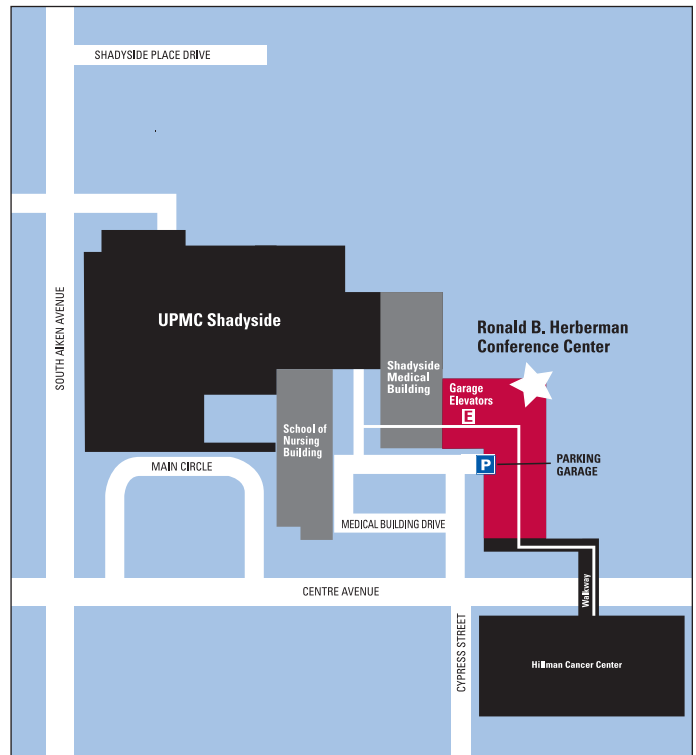 SHADYSIDE PLACE DRIVE
SOUTH AIKEN AVENUE
UPMC Shadyside
Ronald B. Herberman
Conference Center
Shadyside
Medical
Building
Garage
Elevators
E
School of
Nursing
Building
MAIN CIRCLE
P
PARKING
GARAGE
MEDICAL BUILDING DRIVE
CENTRE AVENUE
Walkway
CYPRESS STREET
Hillman Cancer Center